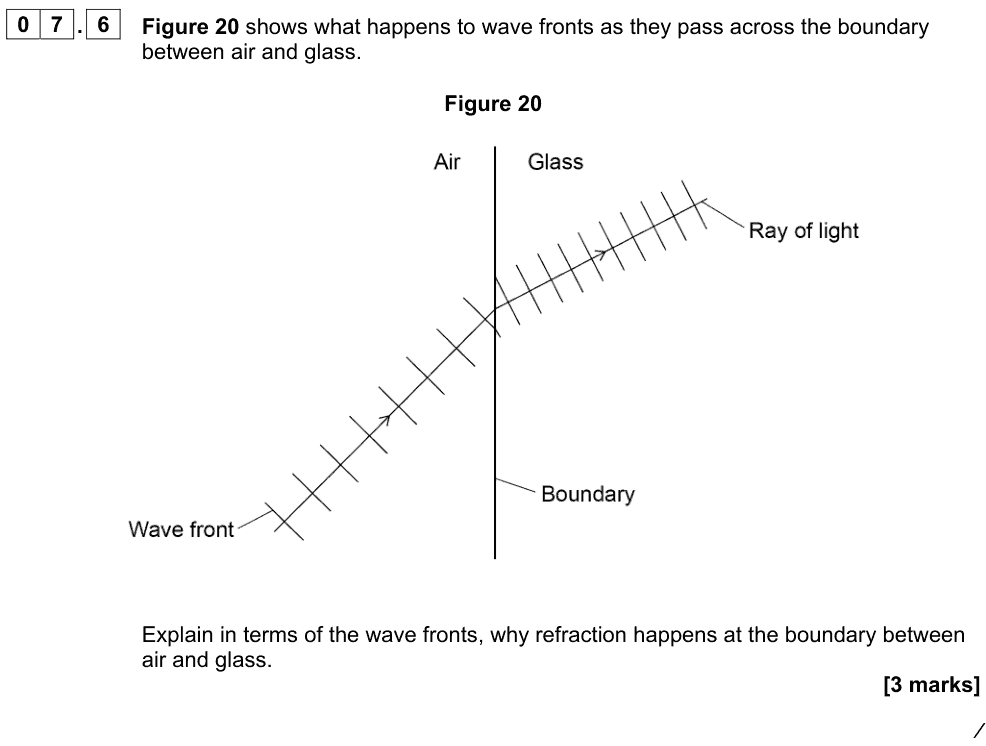 0 7 . 6 Figure 20 shows what happens to wave fronts as they pass across the boundary
between air and glass.
Figure 20
Air Glass
Ray of light
Boundary
Wave front
Explain in terms of the wave fronts, why refraction happens at the boundary between
air and glass.
[3 marks]